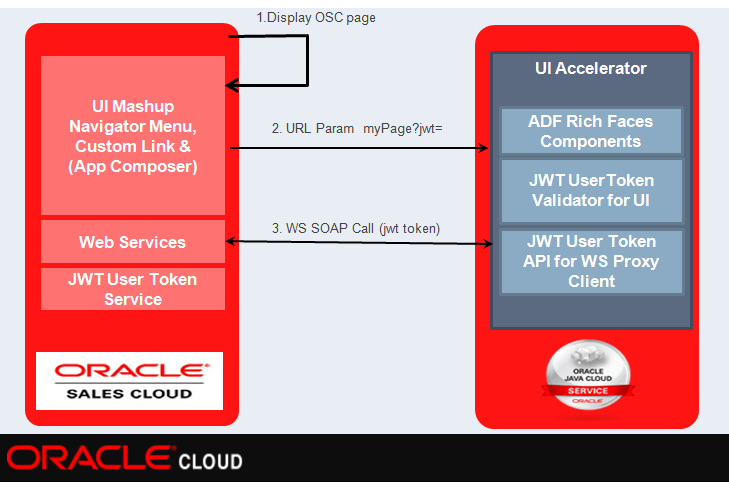 1.Display OSC page
UI Mashup
Navigator Menu,
Custom Link &
(App Composer)
Web Services
JWT User Token
Service
ORACLE®
SALES CLOUD
2. URL Param myPage?jwt=
3. WS SOAP Call (jwt token)
UI Accelerator
ADF Rich Faces
Components
JWT UserToken
Validator for UI
JWT User Token
API for WS Proxy
Client
ORACLE
JAVA CLOUD
SERVICE
ORACLE
ORACLE® CLOUD